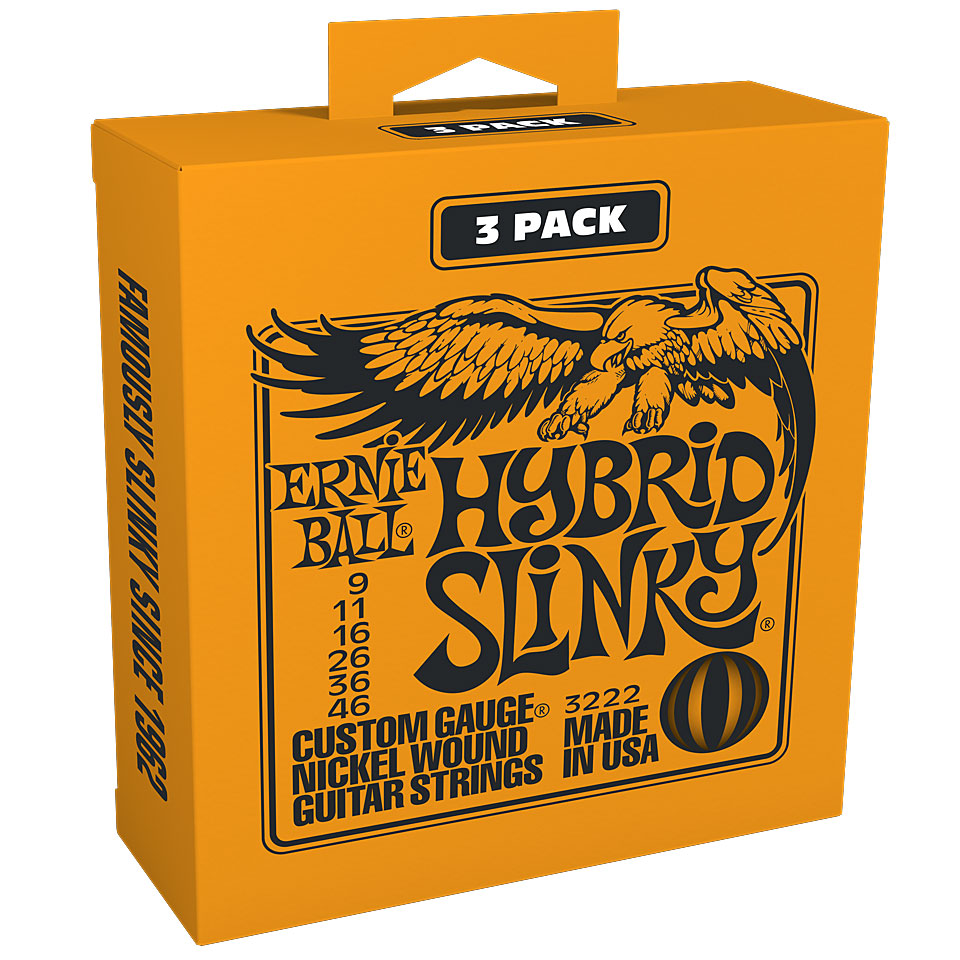 3 PACK
3 PACK
FAMOUSLY SLINKY SINCE 1962
ERNIE
BALL®
HYBRID
SLINKY®
9
11
16
26
36
46
CUSTOM GAUGE®
NICKEL WOUND
GUITAR STRINGS
3222
MADE
IN USA